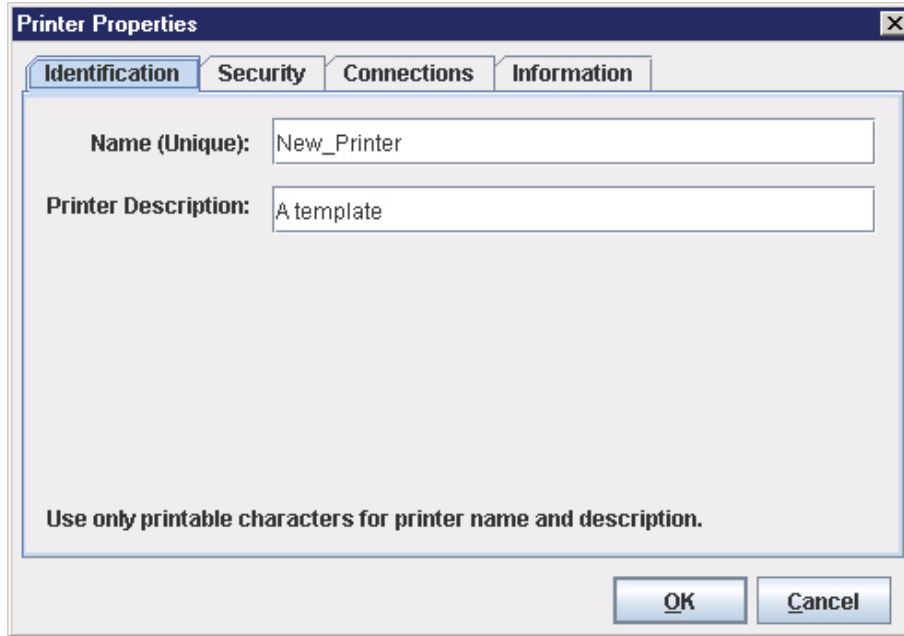 Printer Properties
Identification Security Connections Information
Name (Unique): New_Printer
Printer Description: A template
Use only printable characters for printer name and description.
OK Cancel